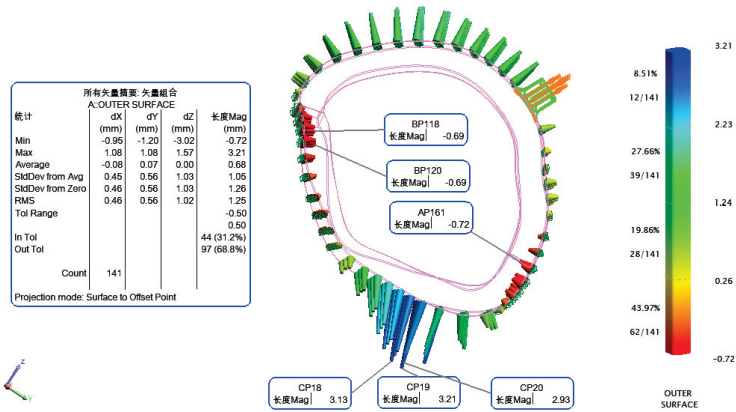 所有矢量摘要: 矢量组合
A::OUTER SURFACE
统计 dX dY dZ 长度Mag
(mm) (mm) (mm) (mm)
Min -0.95 -1.20 -3.02 -0.72
Max 1.08 1.08 1.57 3.21
Average -0.08 0.07 0.00 0.68
StdDev from Avg 0.45 0.56 1.03 1.05
StdDev from Zero 0.46 0.56 1.03 1.26
RMS 0.46 0.56 1.02 1.25
Tol Range -0.50
0.50
In Tol 44 (31.2%)
Out Tol 97 (68.8%)
Count 141
Projection mode: Surface to Offset Point
BP118
长度Mag -0.69
BP120
长度Mag -0.69
AP161
长度Mag -0.72
CP18
长度Mag 3.13
CP19
长度Mag 3.21
CP20
长度Mag 2.93
z
y
3.21
8.51%
12/141
2.23
27.66%
39/141
1.24
19.86%
28/141
0.26
43.97%
62/141
-0.72
OUTER
SURFACE